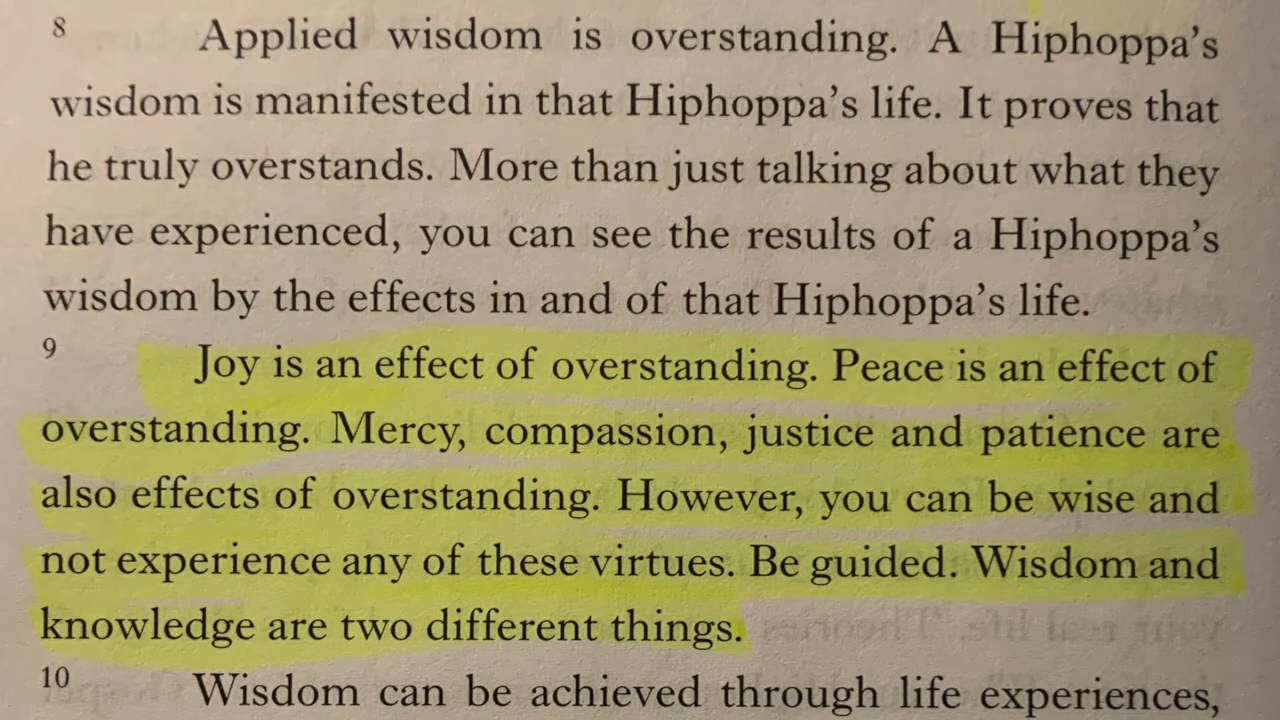 8 Applied wisdom is overstanding. A Hiphoppa's
wisdom is manifested in that Hiphoppa's life. It proves that
he truly overstands. More than just talking about what they
have experienced, you can see the results of a Hiphoppa's
wisdom by the effects in and of that Hiphoppa's life.
9 Joy is an effect of overstanding. Peace is an effect of
overstanding. Mercy, compassion, justice and patience are
also effects of overstanding. However, you can be wise and
not experience any of these virtues. Be guided. Wisdom and
knowledge are two different things.
10 Wisdom can be achieved through life experiences,